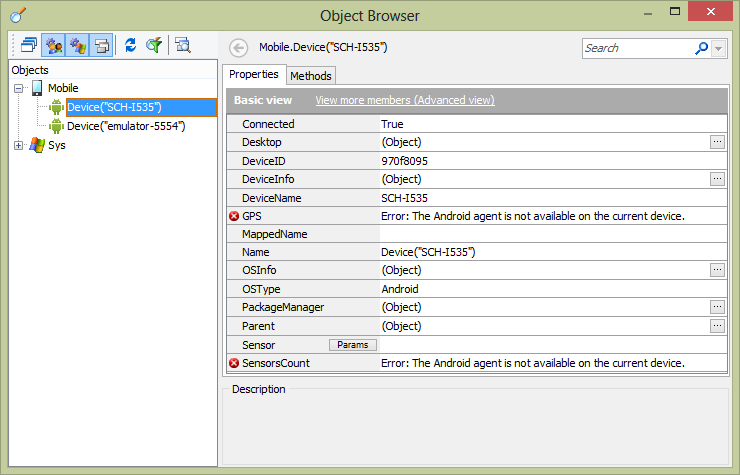 Object Browser
Mobile.Device("SCH-I535")
Search
Objects
Mobile
Device("SCH-I535")
Device("emulator-5554")
Sys
Properties
Methods
Basic view
View more members (Advanced view)
Connected True
Desktop (Object)
DeviceID 970f8095
DeviceInfo (Object)
DeviceName SCH-I535
GPS Error: The Android agent is not available on the current device.
MappedName
Name Device("SCH-I535")
OSInfo (Object)
OSType Android
PackageManager (Object)
Parent (Object)
Sensor Params
SensorsCount Error: The Android agent is not available on the current device.
Description